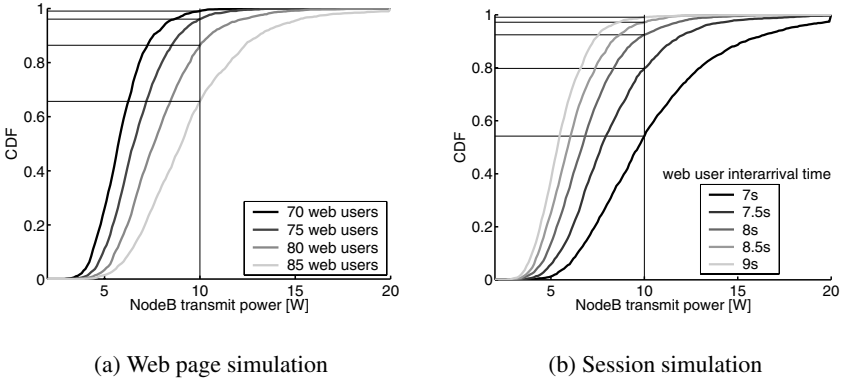 1
0.8
0.6
0.4
0.2
0
CDF
5
10
15
20
NodeB transmit power [W]
70 web users
75 web users
80 web users
85 web users
(a) Web page simulation
1
0.8
0.6
0.4
0.2
0
CDF
5
10
15
20
NodeB transmit power [W]
web user interarrival time
7s
7.5s
8s
8.5s
9s
(b) Session simulation